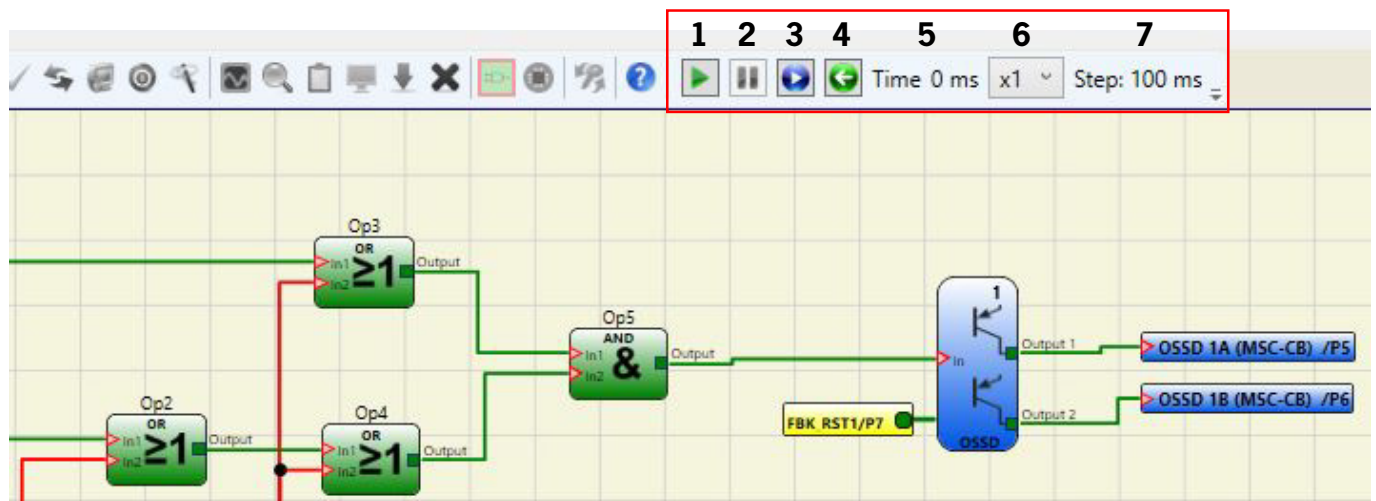 1 2 3 4 5 6 7
? Time 0 ms x1 Step: 100 ms
Op3
OR
In1 ≥1 Output
In2
Op5
AND
In1 & Output
In2
1
In Output 1 OSSD 1A (MSC-CB) /P5
Op2
OR
In1 ≥1 Output
In2
Op4
OR
In1 ≥1 Output
In2
FBK_RST1/P7
Output 2 OSSD 1B (MSC-CB) /P6
OSSD